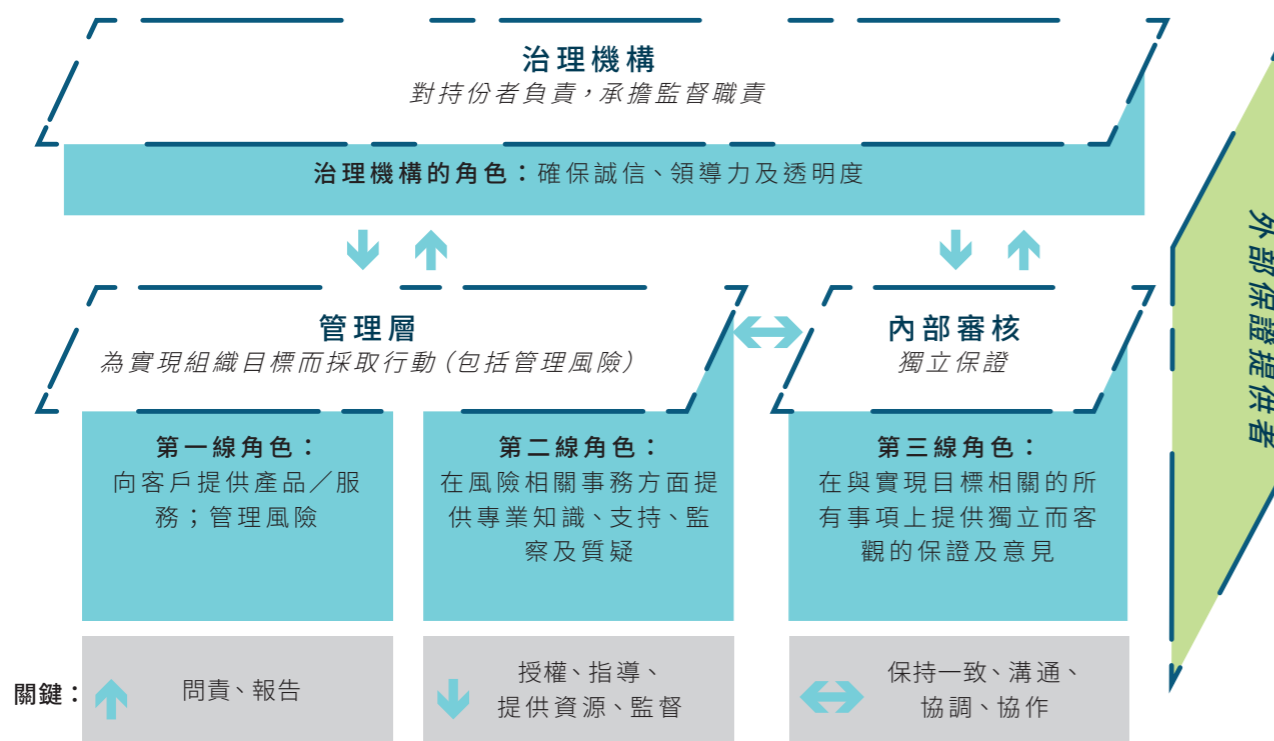 治理機構
對持份者負責，承擔監督職責
治理機構的角色：確保誠信、領導力及透明度
管理層
為實現組織目標而採取行動（包括管理風險）
內部審核
獨立保證
第一線角色：
向客戶提供產品／服
務；管理風險
第二線角色：
在風險相關事務方面提
供專業知識、支持、監
察及質疑
第三線角色：
在與實現目標相關的所
有事項上提供獨立而客
觀的保證及意見
外部保證提供者
關鍵：
問責、報告
授權、指導、
提供資源、監督
保持一致、溝通、
協調、協作